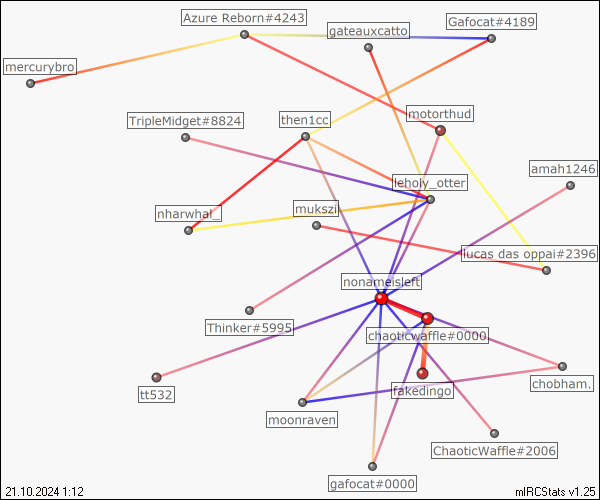 Azure Reborn#4243
gateauxcatto
Gafocat#4189
mercurybro
TripleMidget#8824
then1cc
motorthud
amah1246
leholy_otter
nharwhal_
mukszii
lucas das oppai#2396
nonameisleft
Thinker#5995
chaoticwaffle#0000
tt532
fakedingo
chobham.
moonraven
ChaoticWaffle#2006
gafocat#0000
21.10.2024 1:12
mIRCStats v1.25